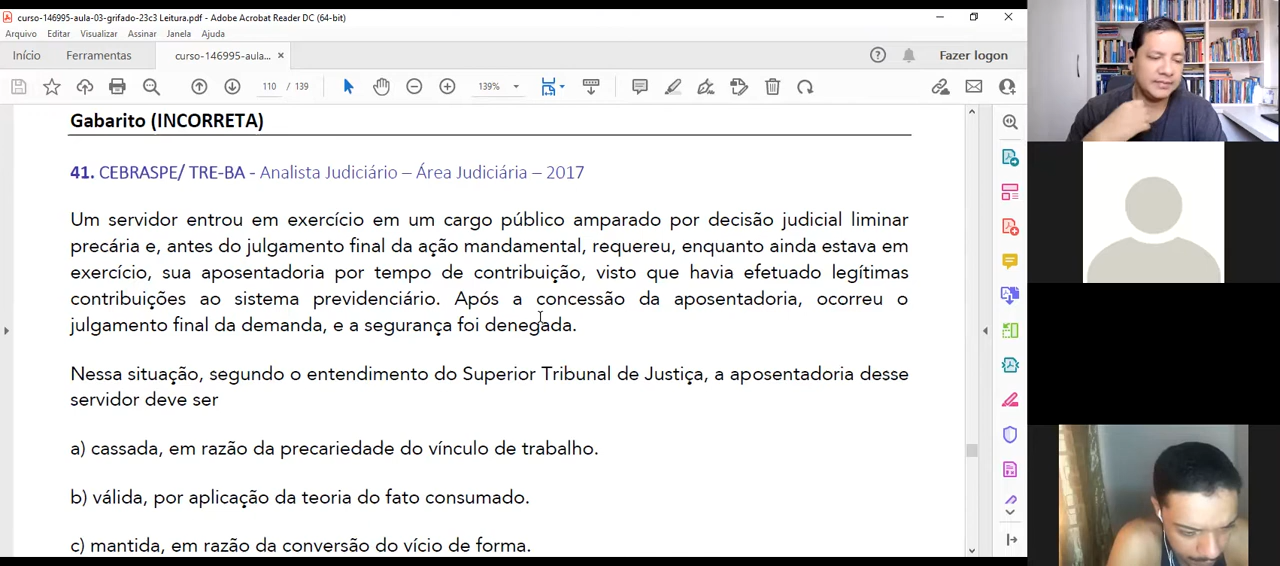 curso-146995-aula-03-grifado-23c3 Leitura.pdf - Adobe Acrobat Reader DC (64-bit)
Arquivo Editar Visualizar Assinar Janela Ajuda
Início Ferramentas curso-146995-aula... × Fazer logon
110 / 139 139%
Gabarito (INCORRETA)
41. CEBRASPE/ TRE-BA - Analista Judiciário – Área Judiciária – 2017
Um servidor entrou em exercício em um cargo público amparado por decisão judicial liminar
precária e, antes do julgamento final da ação mandamental, requereu, enquanto ainda estava em
exercício, sua aposentadoria por tempo de contribuição, visto que havia efetuado legítimas
contribuições ao sistema previdenciário. Após a concessão da aposentadoria, ocorreu o
julgamento final da demanda, e a segurança foi denegada.
Nessa situação, segundo o entendimento do Superior Tribunal de Justiça, a aposentadoria desse
servidor deve ser
a) cassada, em razão da precariedade do vínculo de trabalho.
b) válida, por aplicação da teoria do fato consumado.
c) mantida, em razão da conversão do vício de forma.